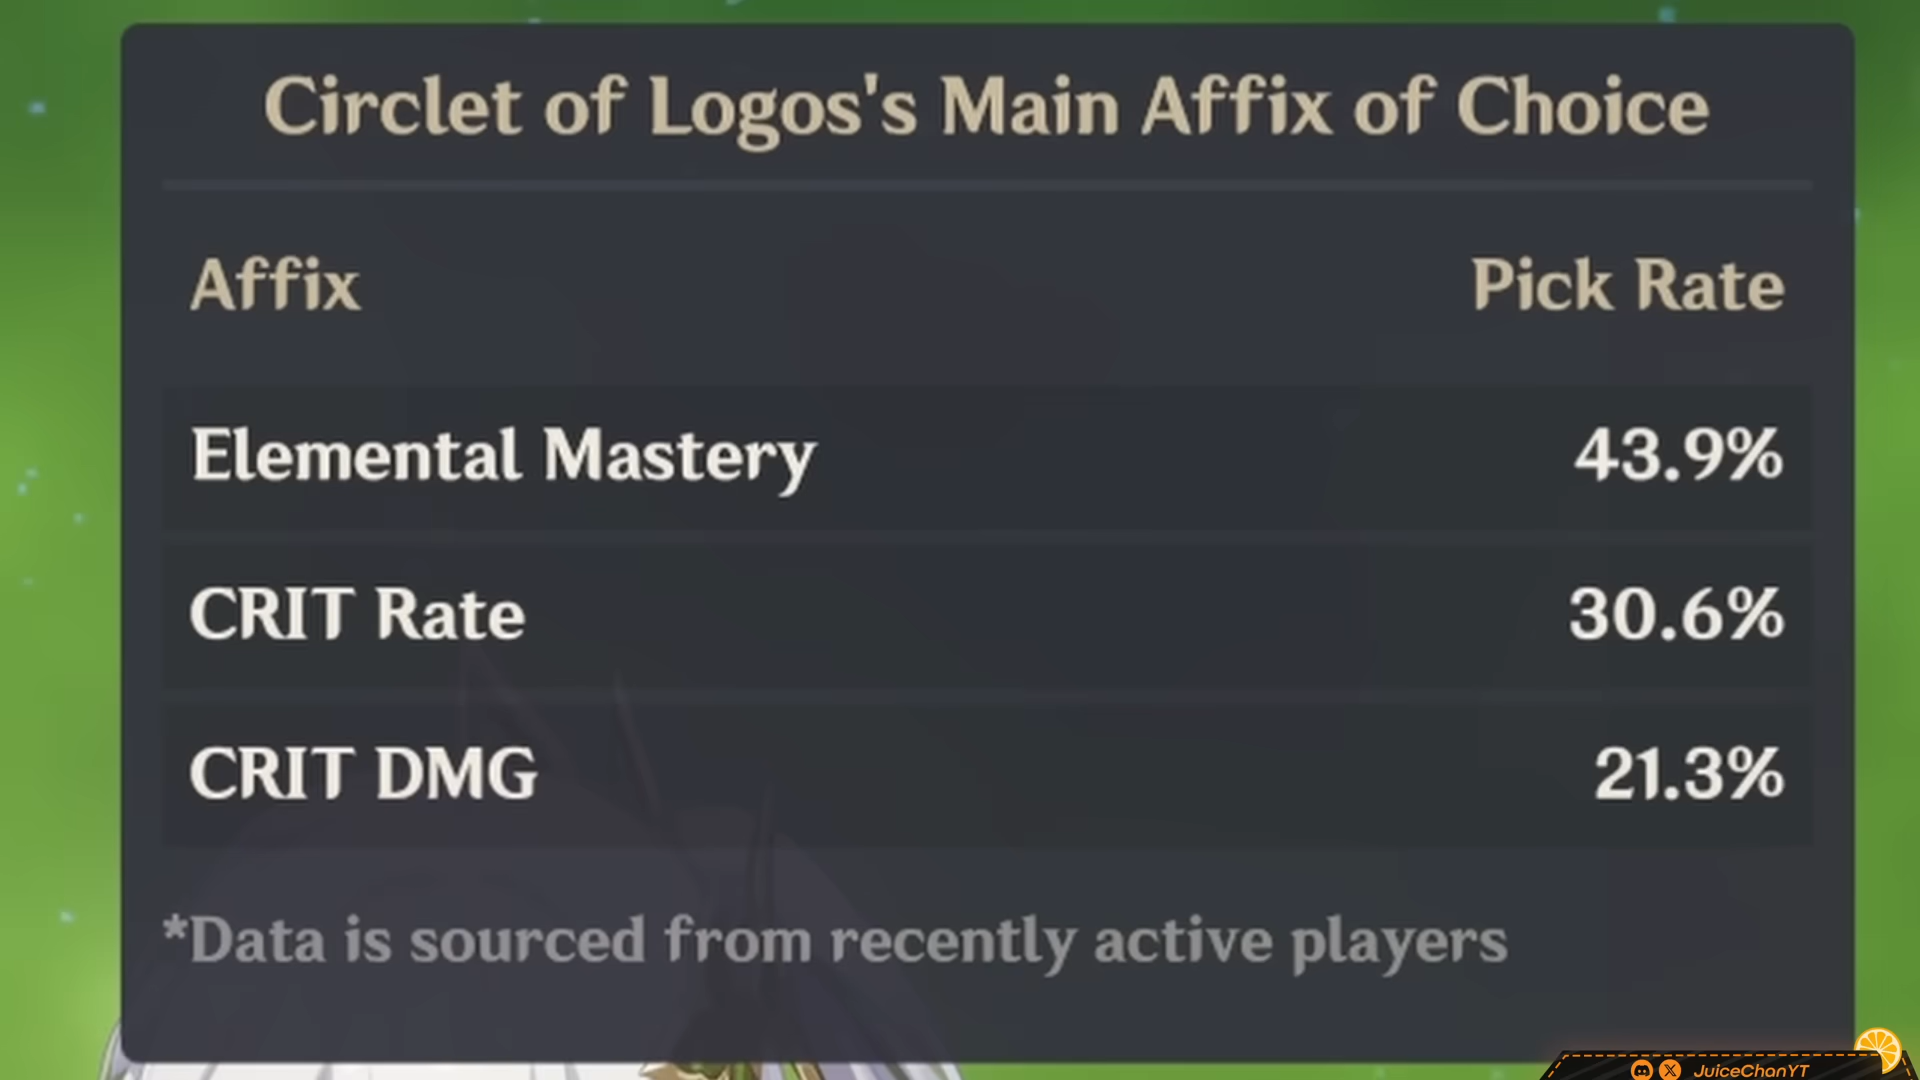 Circlet of Logos's Main Affix of Choice
Affix Pick Rate
Elemental Mastery 43.9%
CRIT Rate 30.6%
CRIT DMG 21.3%
*Data is sourced from recently active players
JuiceChanYT